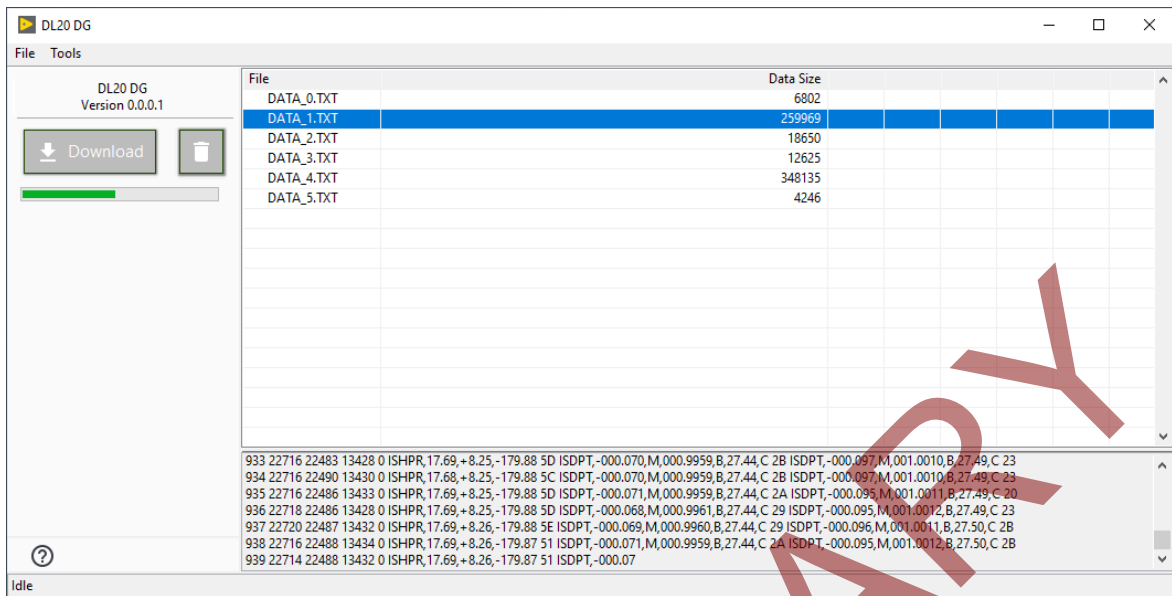 DL20 DG
File Tools
DL20 DG
Version 0.0.0.1
Download
File Data Size
DATA_0.TXT 6802
DATA_1.TXT 259969
DATA_2.TXT 18650
DATA_3.TXT 12625
DATA_4.TXT 348135
DATA_5.TXT 4246
933 22716 22483 13428 0 ISHPR,17.69,+8.25,-179.88 5D ISDPT,-000.070,M,000.9959,B,27.44,C 2B ISDPT,-000.097,M,001.0010,B,27.49,C 23
934 22716 22490 13430 0 ISHPR,17.68,+8.25,-179.88 5C ISDPT,-000.070,M,000.9959,B,27.44,C 2B ISDPT,-000.097,M,001.0010,B,27.49,C 23
935 22716 22486 13433 0 ISHPR,17.69,+8.25,-179.88 5D ISDPT,-000.071,M,000.9959,B,27.44,C 2A ISDPT,-000.095,M,001.0011,B,27.49,C 20
936 22718 22486 13428 0 ISHPR,17.69,+8.25,-179.88 5D ISDPT,-000.068,M,000.9961,B,27.44,C 29 ISDPT,-000.095,M,001.0012,B,27.49,C 23
937 22720 22487 13432 0 ISHPR,17.69,+8.26,-179.88 5E ISDPT,-000.069,M,000.9960,B,27.44,C 29 ISDPT,-000.096,M,001.0011,B,27.50,C 2B
938 22716 22488 13434 0 ISHPR,17.69,+8.26,-179.87 51 ISDPT,-000.071,M,000.9959,B,27.44,C 2A ISDPT,-000.095,M,001.0012,B,27.50,C 2B
939 22714 22488 13432 0 ISHPR,17.69,+8.26,-179.87 51 ISDPT,-000.07
Idle
ARY